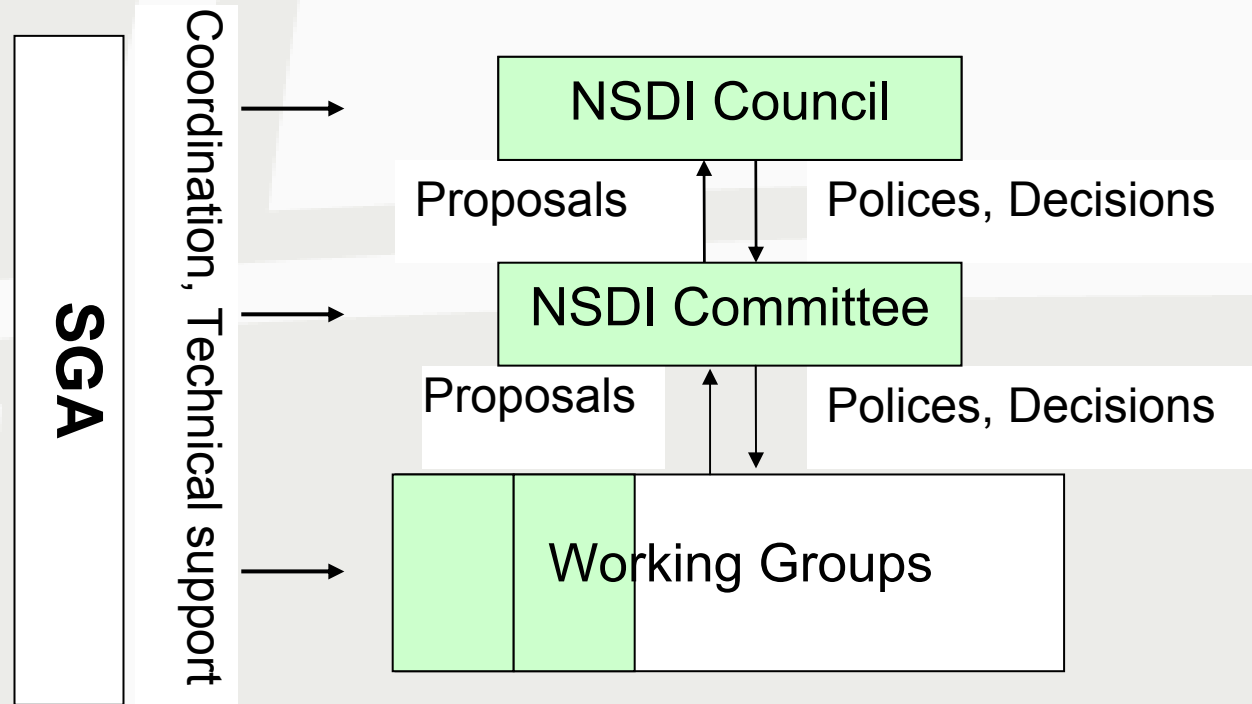 SGA
Coordination, Technical support
NSDI Council
Proposals
Polices, Decisions
NSDI Committee
Proposals
Polices, Decisions
Working Groups